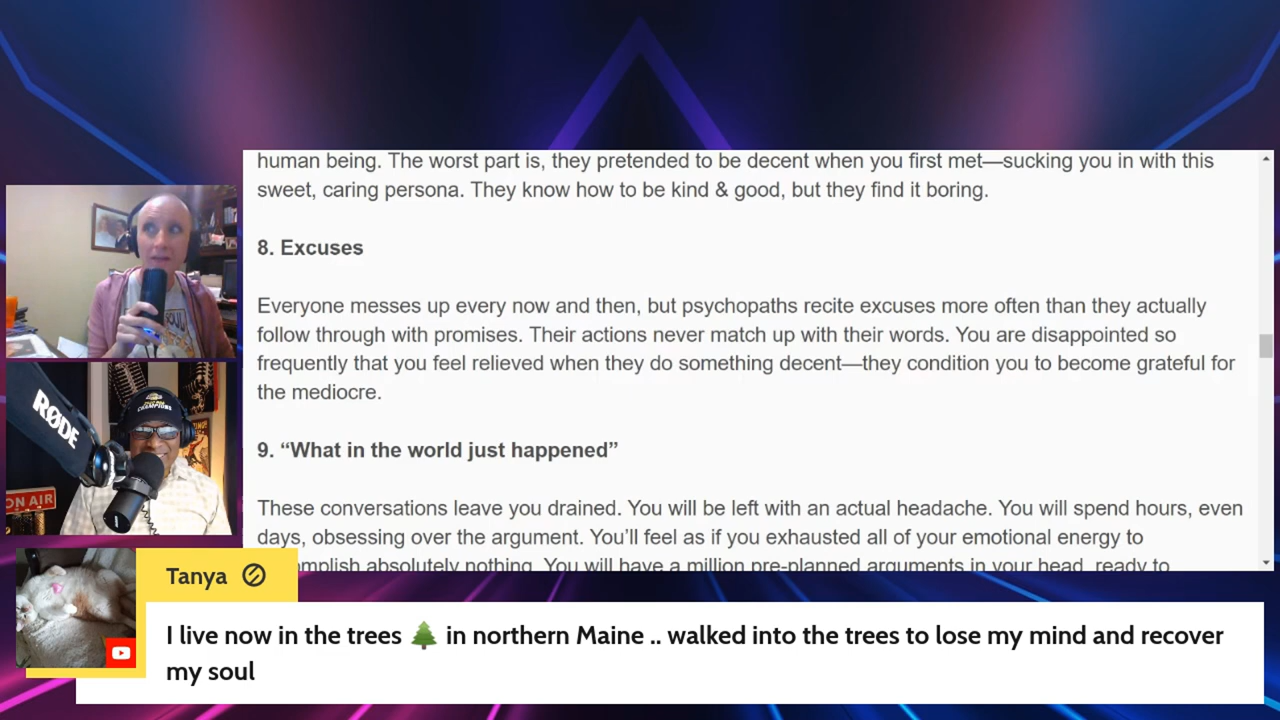 human being. The worst part is, they pretended to be decent when you first met—sucking you in with this
sweet, caring persona. They know how to be kind & good, but they find it boring.
8. Excuses
Everyone messes up every now and then, but psychopaths recite excuses more often than they actually
follow through with promises. Their actions never match up with their words. You are disappointed so
frequently that you feel relieved when they do something decent—they condition you to become grateful for
the mediocre.
9. “What in the world just happened”
These conversations leave you drained. You will be left with an actual headache. You will spend hours, even
days, obsessing over the argument. You’ll feel as if you exhausted all of your emotional energy to
absolutely nothing. You will have a million pre-planned arguments in your head, ready to
SOUL
RØDE
CHAMPIONS
ON AIR
Tanya
I live now in the trees 🌲 in northern Maine .. walked into the trees to lose my mind and recover
my soul